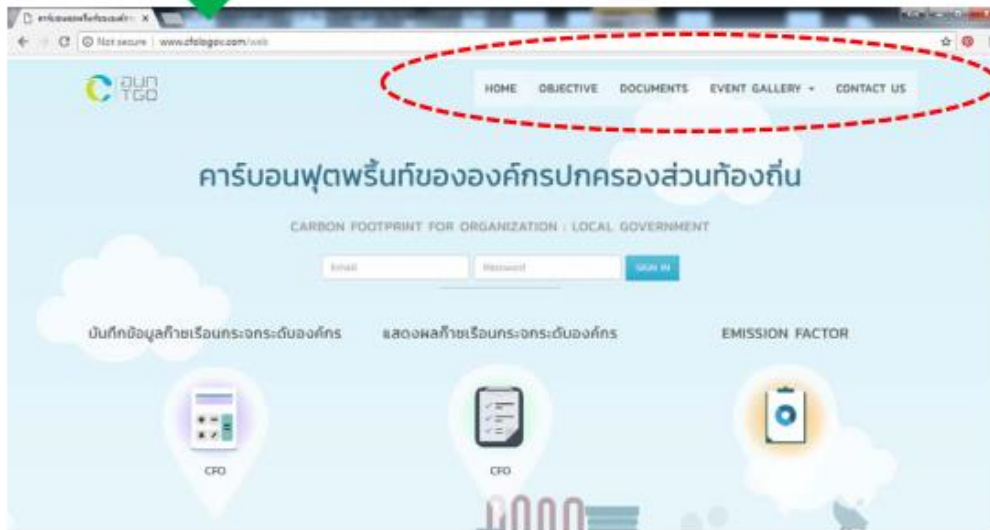 Not secure | www.cfologov.com/web
อบก
TGO
HOME OBJECTIVE DOCUMENTS EVENT GALLERY CONTACT US
คาร์บอนฟุตพริ้นท์ขององค์กรปกครองส่วนท้องถิ่น
CARBON FOOTPRINT FOR ORGANIZATION : LOCAL GOVERNMENT
Email Password SIGN IN
บันทึกข้อมูลก๊าซเรือนกระจกระดับองค์กร แสดงผลก๊าซเรือนกระจกระดับองค์กร EMISSION FACTOR
CFO CFO